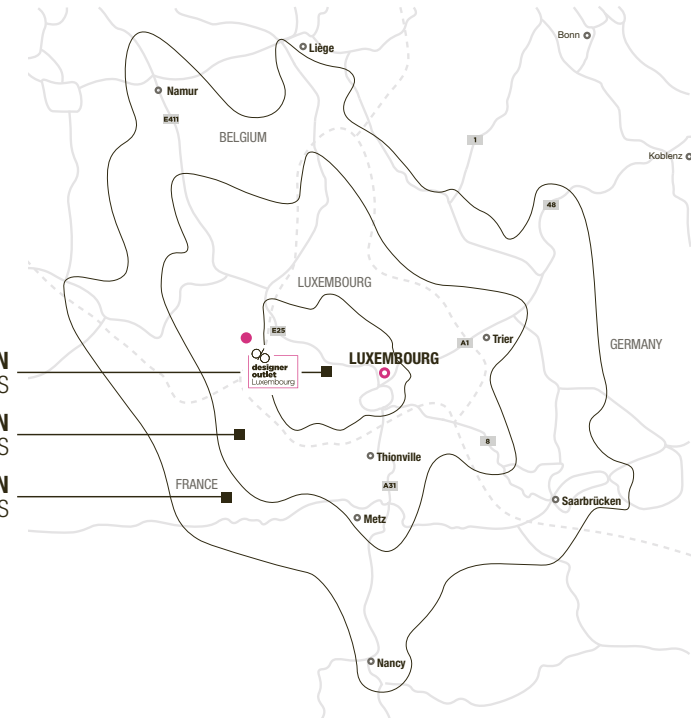 Bonn
Liège
Namur
E411
BELGIUM
1
Koblenz
48
LUXEMBOURG
E25
A1
Trier
GERMANY
LUXEMBOURG
designer
outlet
Luxembourg
N
S
N
S
8
Thionville
FRANCE
A31
N
S
Saarbrücken
Metz
Nancy